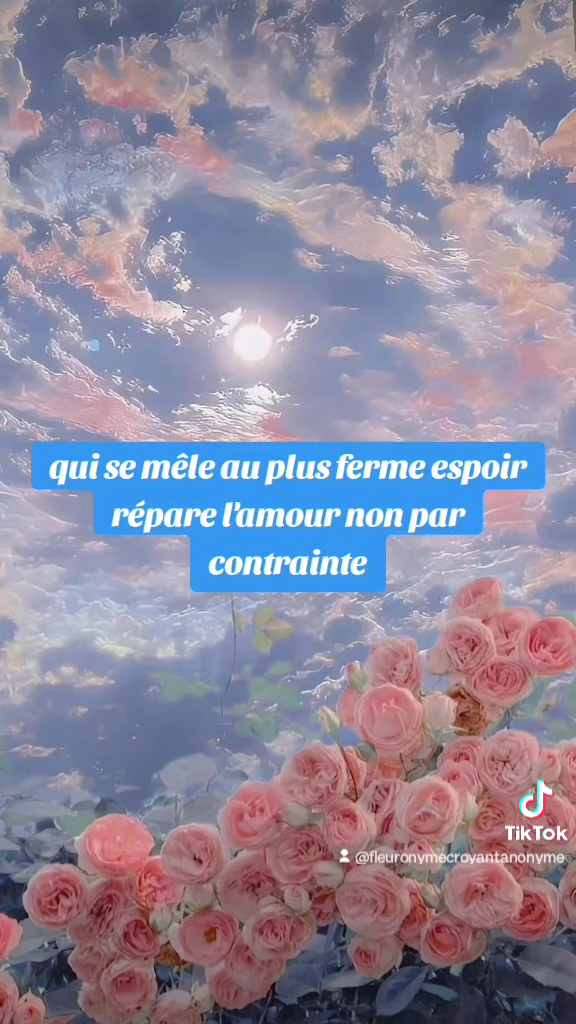 qui se mêle au plus ferme espoir
répare l'amour non par
contrainte
TikTok
@fleuronymecroyantanonyme